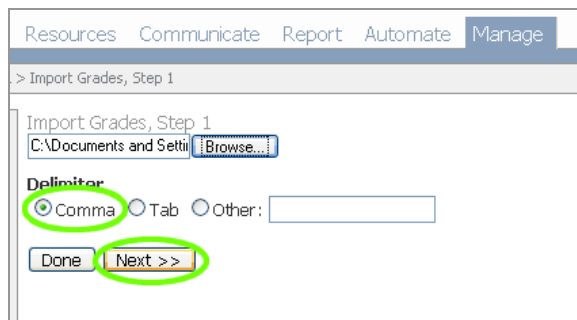 Resources Communicate Report Automate Manage
> Import Grades, Step 1
Import Grades, Step 1
C:\Documents and Settin Browse...
Delimiter
Comma Tab Other:
Done Next >>